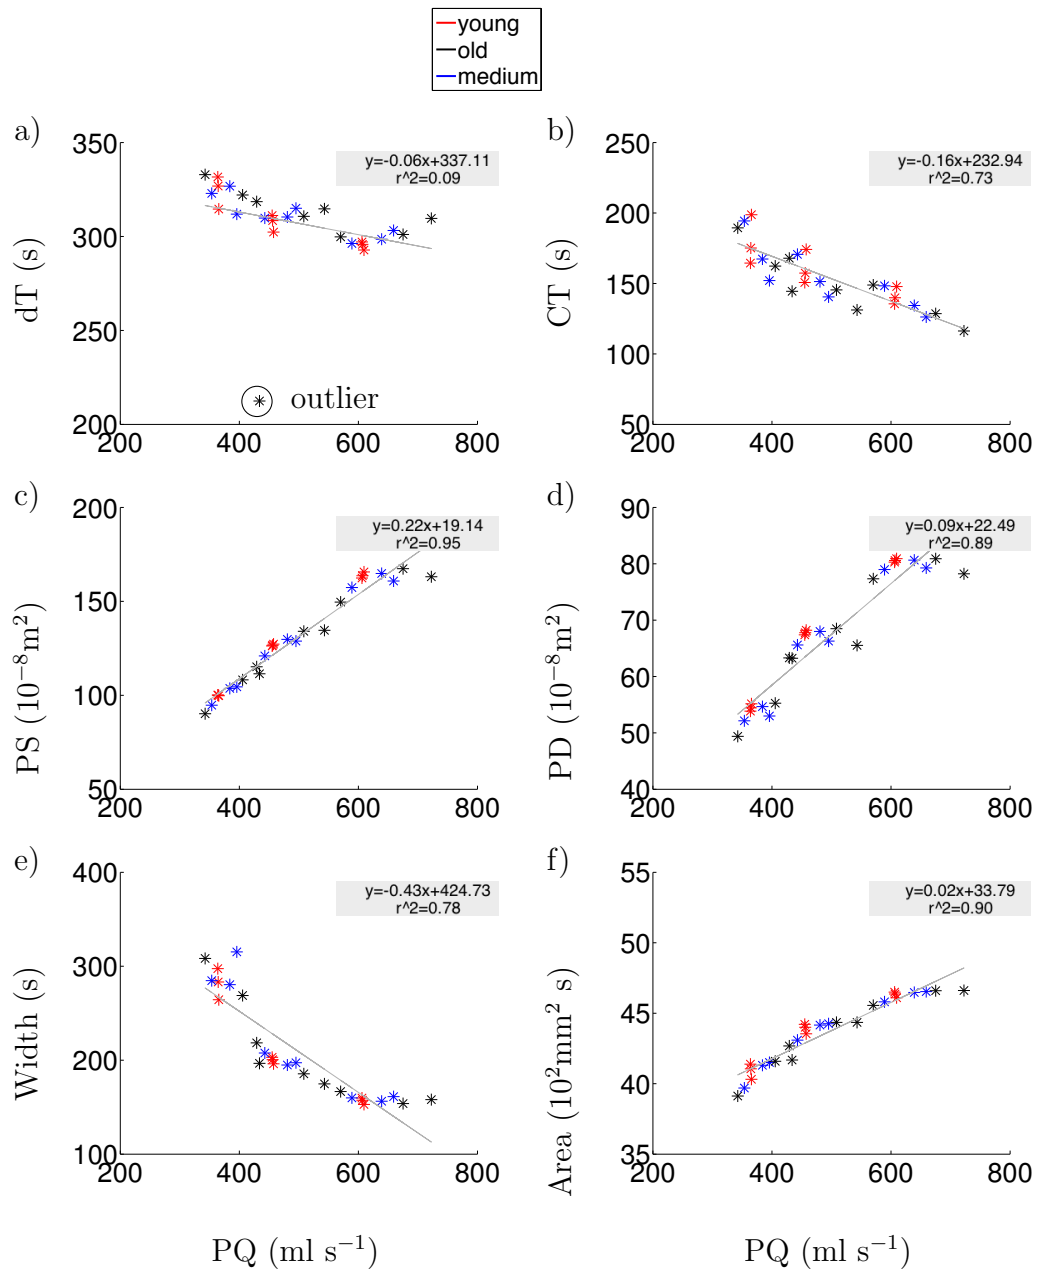 young
old
medium
a)
350
300
250
200
200
400
600
800
dT (s)
y=-0.06x+337.11
r^2=0.09
outlier
b)
250
200
150
100
50
200
400
600
800
CT (s)
y=-0.16x+232.94
r^2=0.73
c)
200
150
100
50
200
400
600
800
PS (10⁻⁸m²)
y=0.22x+19.14
r^2=0.95
d)
90
80
70
60
50
40
200
400
600
800
PD (10⁻⁸m²)
y=0.09x+22.49
r^2=0.89
e)
400
300
200
100
200
400
600
800
Width (s)
y=-0.43x+424.73
r^2=0.78
PQ (ml s⁻¹)
f)
55
50
45
40
35
200
400
600
800
Area (10²mm² s)
y=0.02x+33.79
r^2=0.90
PQ (ml s⁻¹)